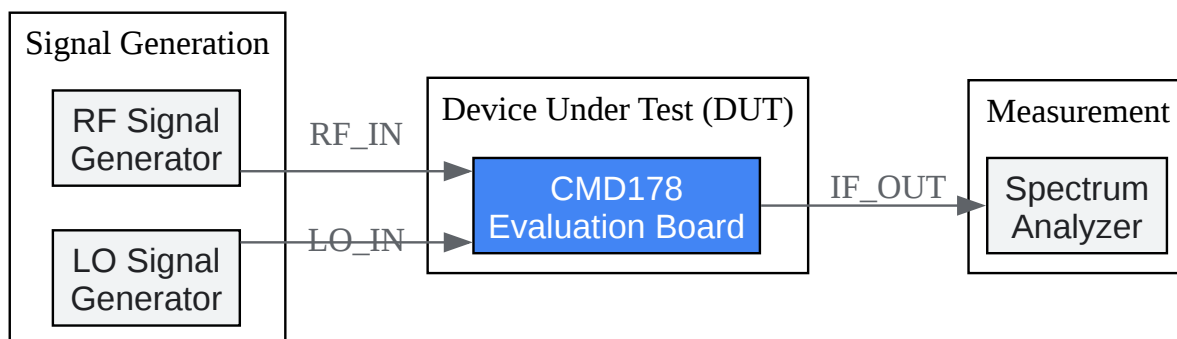 Signal Generation
RF Signal
Generator
LO Signal
Generator
RF_IN
LO_IN
Device Under Test (DUT)
CMD178
Evaluation Board
IF_OUT
Measurement
Spectrum
Analyzer